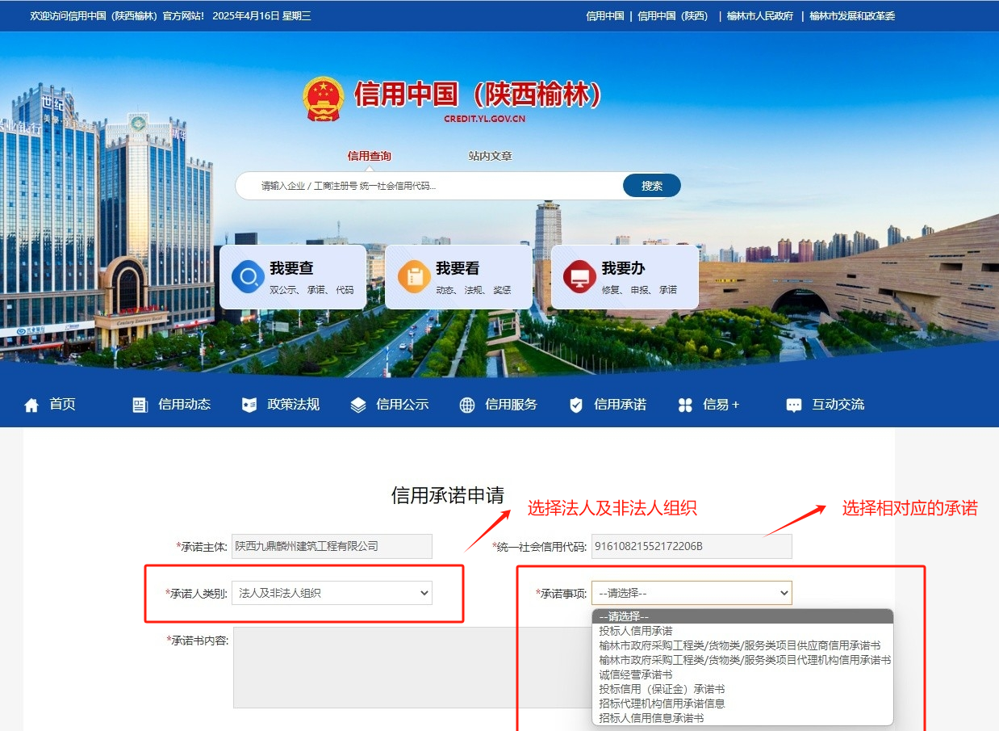 欢迎访问信用中国（陕西榆林）官方网站! 2025年4月16日 星期三
信用中国 | 信用中国（陕西） | 榆林市人民政府 | 榆林市发展和改革委
信用中国（陕西榆林）
CREDIT.YL.GOV.CN
世纪
精华
信用查询 站内文章
请输入企业 / 工商注册号 统一社会信用代码...
搜索
我要查
双公示、 承诺、 代码
我要看
动态、 法规、 奖惩
我要办
修复、 申报、 承诺
首页 信用动态 政策法规 信用公示 信用服务 信用承诺 信易 + 互动交流
信用承诺申请
选择法人及非法人组织
选择相对应的承诺
*承诺主体: 陕西九鼎麟州建筑工程有限公司
*统一社会信用代码: 91610821552172206B
*承诺人类别: 法人及非法人组织
*承诺事项: --请选择--
*承诺书内容:
--请选择--
投标人信用承诺
榆林市政府采购工程类/货物类/服务类项目供应商信用承诺书
榆林市政府采购工程类/货物类/服务类项目代理机构信用承诺书
诚信经营承诺书
投标信用（保证金）承诺书
招标代理机构信用承诺信息
招标人信用信息承诺书